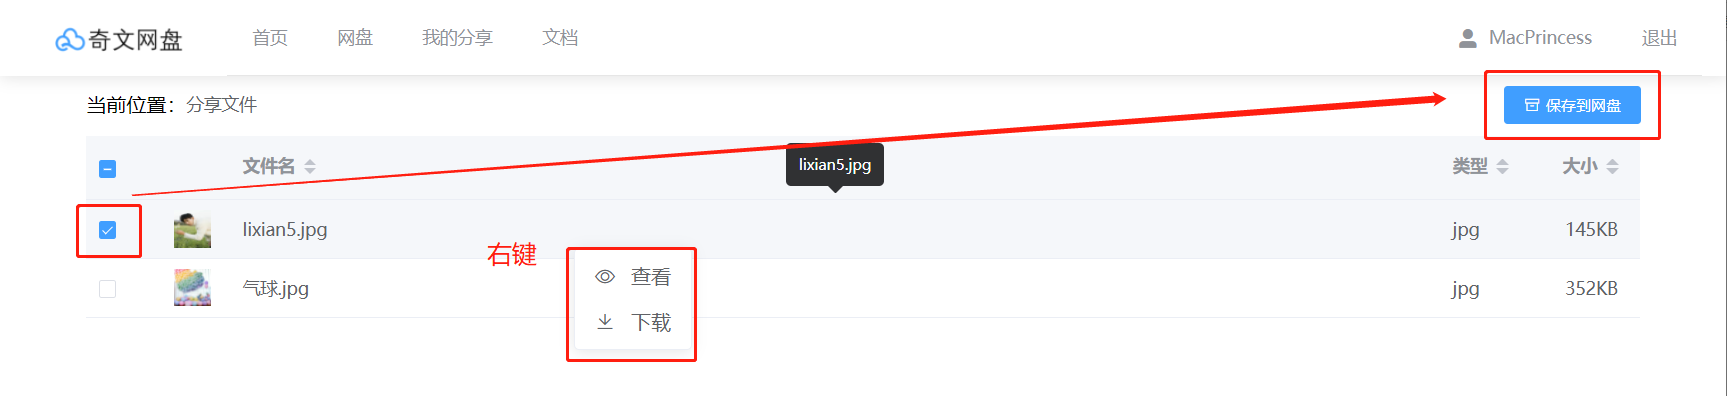 奇文网盘 首页 网盘 我的分享 文档 MacPrincess 退出
当前位置：分享文件 保存到网盘
文件名 lixian5.jpg 类型 大小
lixian5.jpg jpg 145KB
右键 查看
气球.jpg jpg 352KB
下载